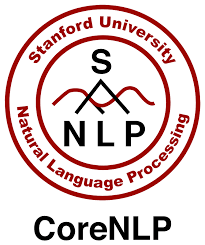 Stanford University
S
NLP
Natural Language Processing
CoreNLP